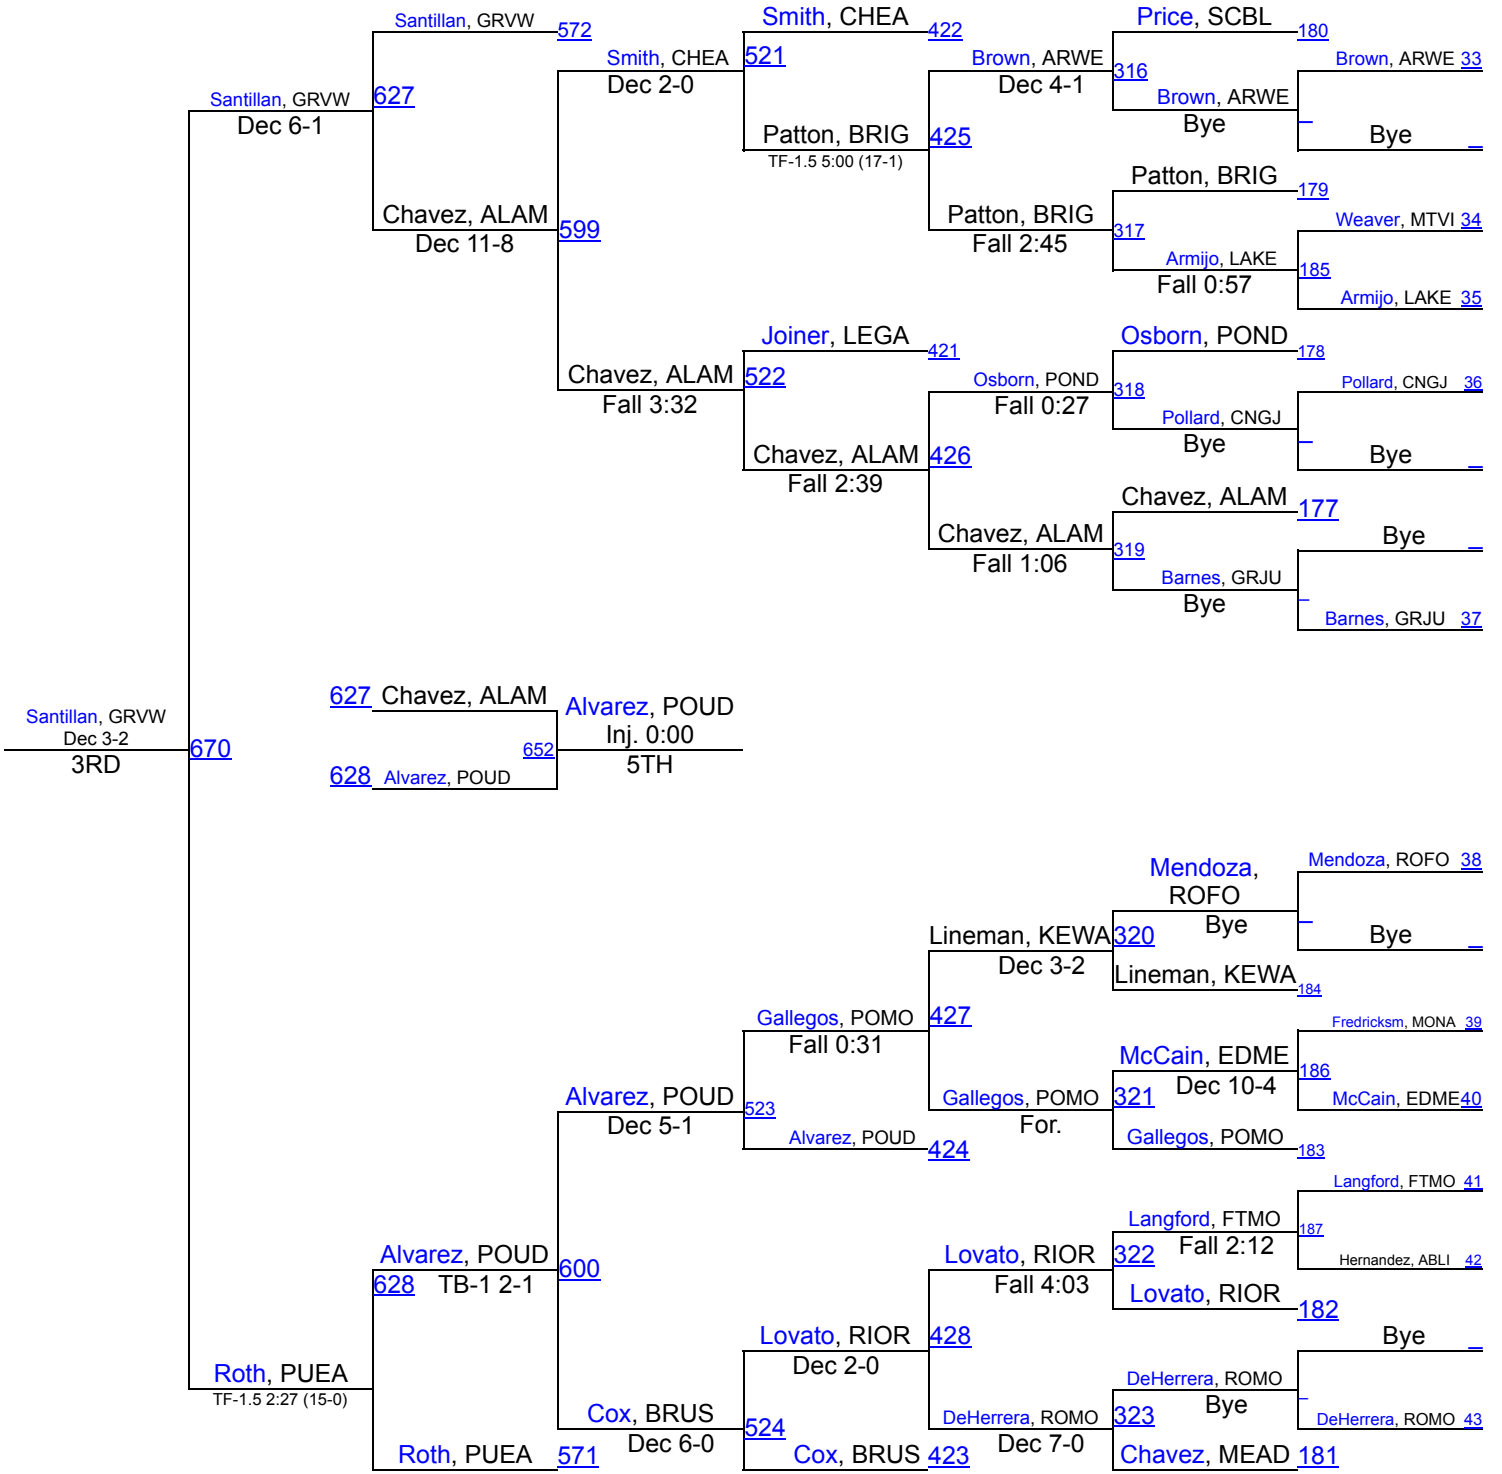 Santillan, GRVW 572
Smith, CHEA 422
Price, SCBL 180
Smith, CHEA 521
Dec 2-0
Brown, ARWE 316
Dec 4-1
Brown, ARWE 33
Santillan, GRVW 627
Dec 6-1
Brown, ARWE
Bye
_
Bye _
Patton, BRIG 425
TF-1.5 5:00 (17-1)
Patton, BRIG 179
Chavez, ALAM 599
Dec 11-8
Patton, BRIG 317
Fall 2:45
Weaver, MTVI 34
Armijo, LAKE 185
Fall 0:57
Armijo, LAKE 35
Joiner, LEGA 421
Osborn, POND 178
Chavez, ALAM 522
Fall 3:32
Osborn, POND 318
Fall 0:27
Pollard, CNGJ 36
Pollard, CNGJ
Bye
_
Bye _
Chavez, ALAM 426
Fall 2:39
Chavez, ALAM 177
Chavez, ALAM 319
Fall 1:06
Bye _
Barnes, GRJU
Bye
_
Barnes, GRJU 37
627 Chavez, ALAM
Alvarez, POUD
Inj. 0:00
5TH
652
628 Alvarez, POUD
Santillan, GRVW
Dec 3-2
3RD
670
Mendoza,
ROFO
Bye
Mendoza, ROFO 38
_
Bye _
Lineman, KEWA 320
Dec 3-2
Lineman, KEWA 184
Gallegos, POMO 427
Fall 0:31
Fredricksm, MONA 39
McCain, EDME 186
Dec 10-4
McCain, EDME 40
Alvarez, POUD 523
Dec 5-1
Gallegos, POMO 321
For.
Alvarez, POUD 424
Gallegos, POMO 183
Langford, FTMO 41
Langford, FTMO 187
Fall 2:12
Hernandez, ABLI 42
Alvarez, POUD 600
628 TB-1 2-1
Lovato, RIOR 322
Fall 4:03
Lovato, RIOR 182
Lovato, RIOR 428
Dec 2-0
Bye _
Roth, PUEA
TF-1.5 2:27 (15-0)
DeHerrera, ROMO
Bye
_
DeHerrera, ROMO 43
Cox, BRUS 524
Dec 6-0
DeHerrera, ROMO 323
Dec 7-0
Roth, PUEA 571
Cox, BRUS 423
Chavez, MEAD 181